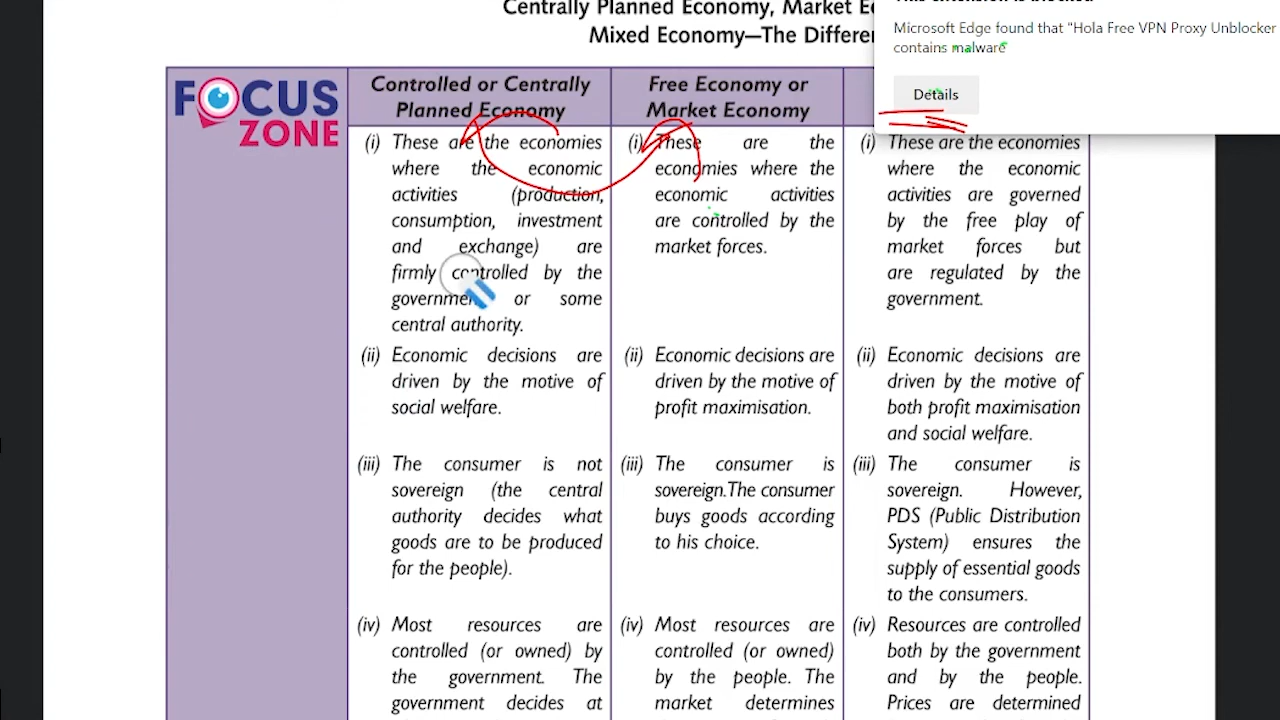 Centrally Planned Economy, Market
Mixed Economy—The
Microsoft Edge found that "Hola Free VPN Proxy Unblocker
contains malware
Details
FOCUS
ZONE
Controlled or Centrally
Planned Economy
Free Economy or
Market Economy
(i) These are the economies
where the economic
activities (production,
consumption, investment
and exchange) are
firmly controlled by the
government or some
central authority.
(ii) Economic decisions are
driven by the motive of
social welfare.
(iii) The consumer is not
sovereign (the central
authority decides what
goods are to be produced
for the people).
(iv) Most resources are
controlled (or owned) by
the government. The
government decides at
(i) These are the
economies where the
economic activities
are controlled by the
market forces.
(ii) Economic decisions are
driven by the motive of
profit maximisation.
(iii) The consumer is
sovereign.The consumer
buys goods according
to his choice.
(iv) Most resources are
controlled (or owned)
by the people. The
market determines
(i) These are the economies
where the economic
activities are governed
by the free play of
market forces but
are regulated by the
government.
(ii) Economic decisions are
driven by the motive of
both profit maximisation
and social welfare.
(iii) The consumer is
sovereign. However,
PDS (Public Distribution
System) ensures the
supply of essential goods
to the consumers.
(iv) Resources are controlled
both by the government
and by the people.
Prices are determined